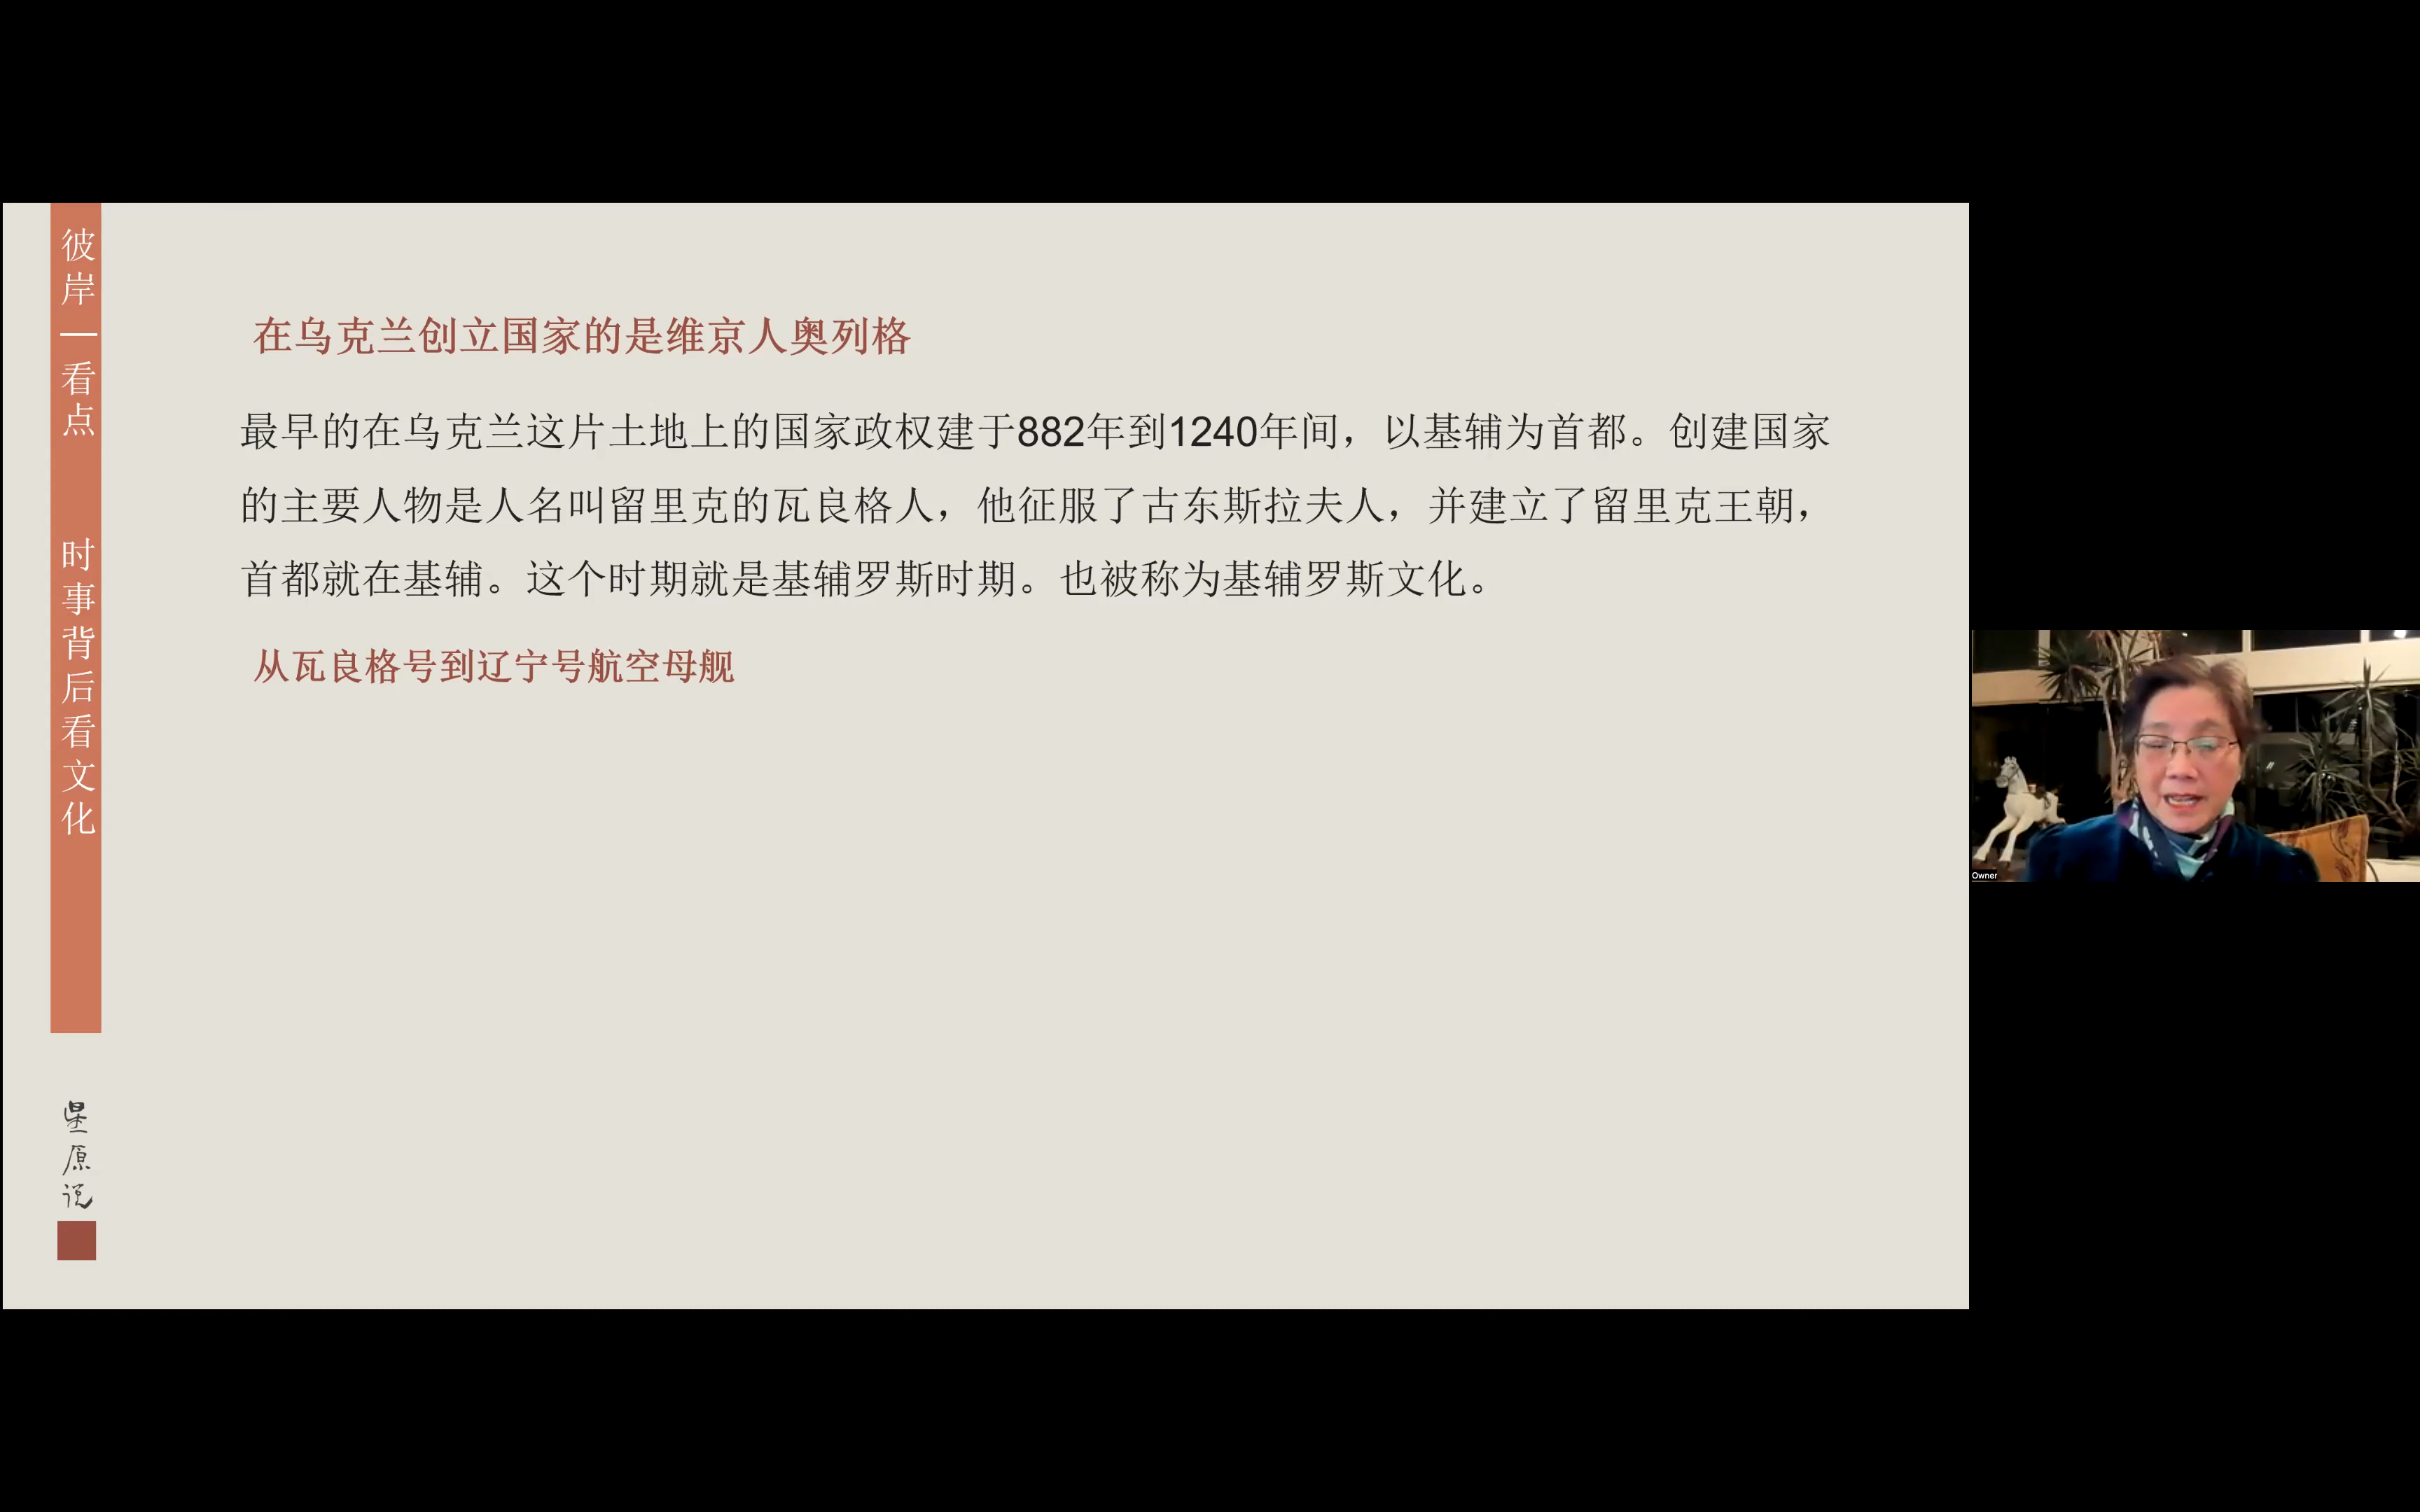 彼岸—看点 时事背后看文化
星原说
在乌克兰创立国家的是维京人奥列格
最早的在乌克兰这片土地上的国家政权建于882年到1240年间，以基辅为首都。创建国家
的主要人物是人名叫留里克的瓦良格人，他征服了古东斯拉夫人，并建立了留里克王朝，
首都就在基辅。这个时期就是基辅罗斯时期。也被称为基辅罗斯文化。
从瓦良格号到辽宁号航空母舰
Owner